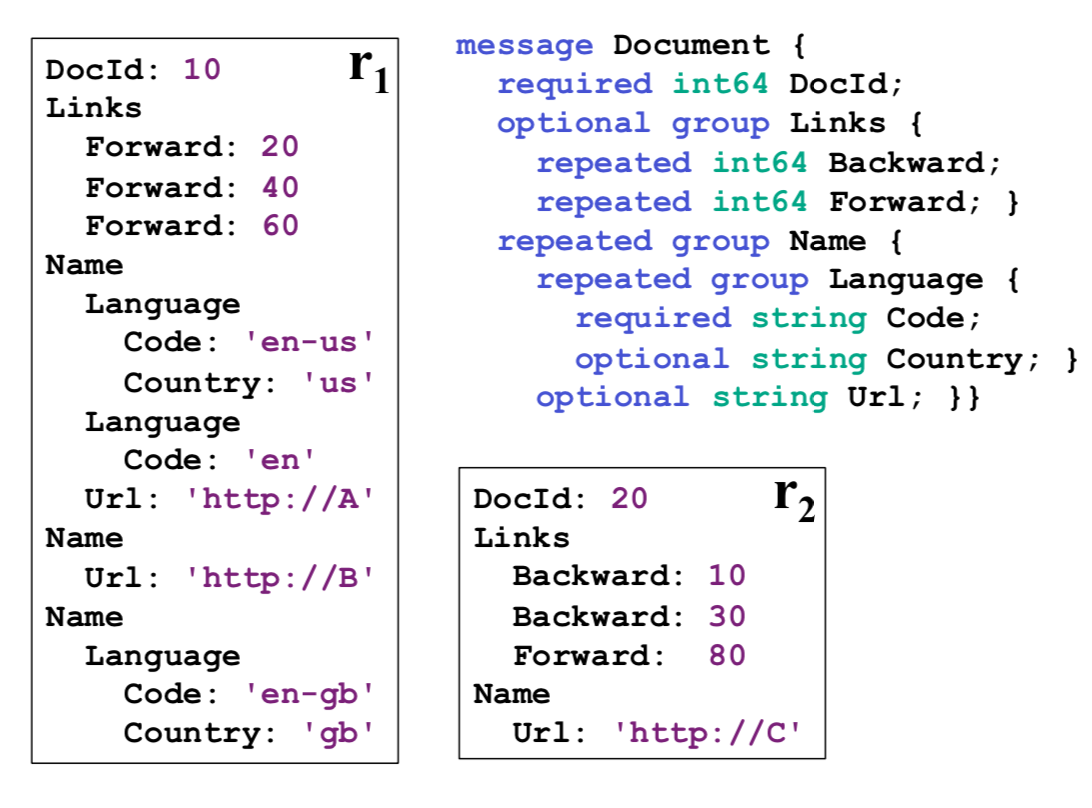 DocId: 10 r1
Links
Forward: 20
Forward: 40
Forward: 60
Name
Language
Code: 'en-us'
Country: 'us'
Language
Code: 'en'
Url: 'http://A'
Name
Url: 'http://B'
Name
Language
Code: 'en-gb'
Country: 'gb'
message Document {
required int64 DocId;
optional group Links {
repeated int64 Backward;
repeated int64 Forward; }
repeated group Name {
repeated group Language {
required string Code;
optional string Country; }
optional string Url; }}
DocId: 20 r2
Links
Backward: 10
Backward: 30
Forward: 80
Name
Url: 'http://C'